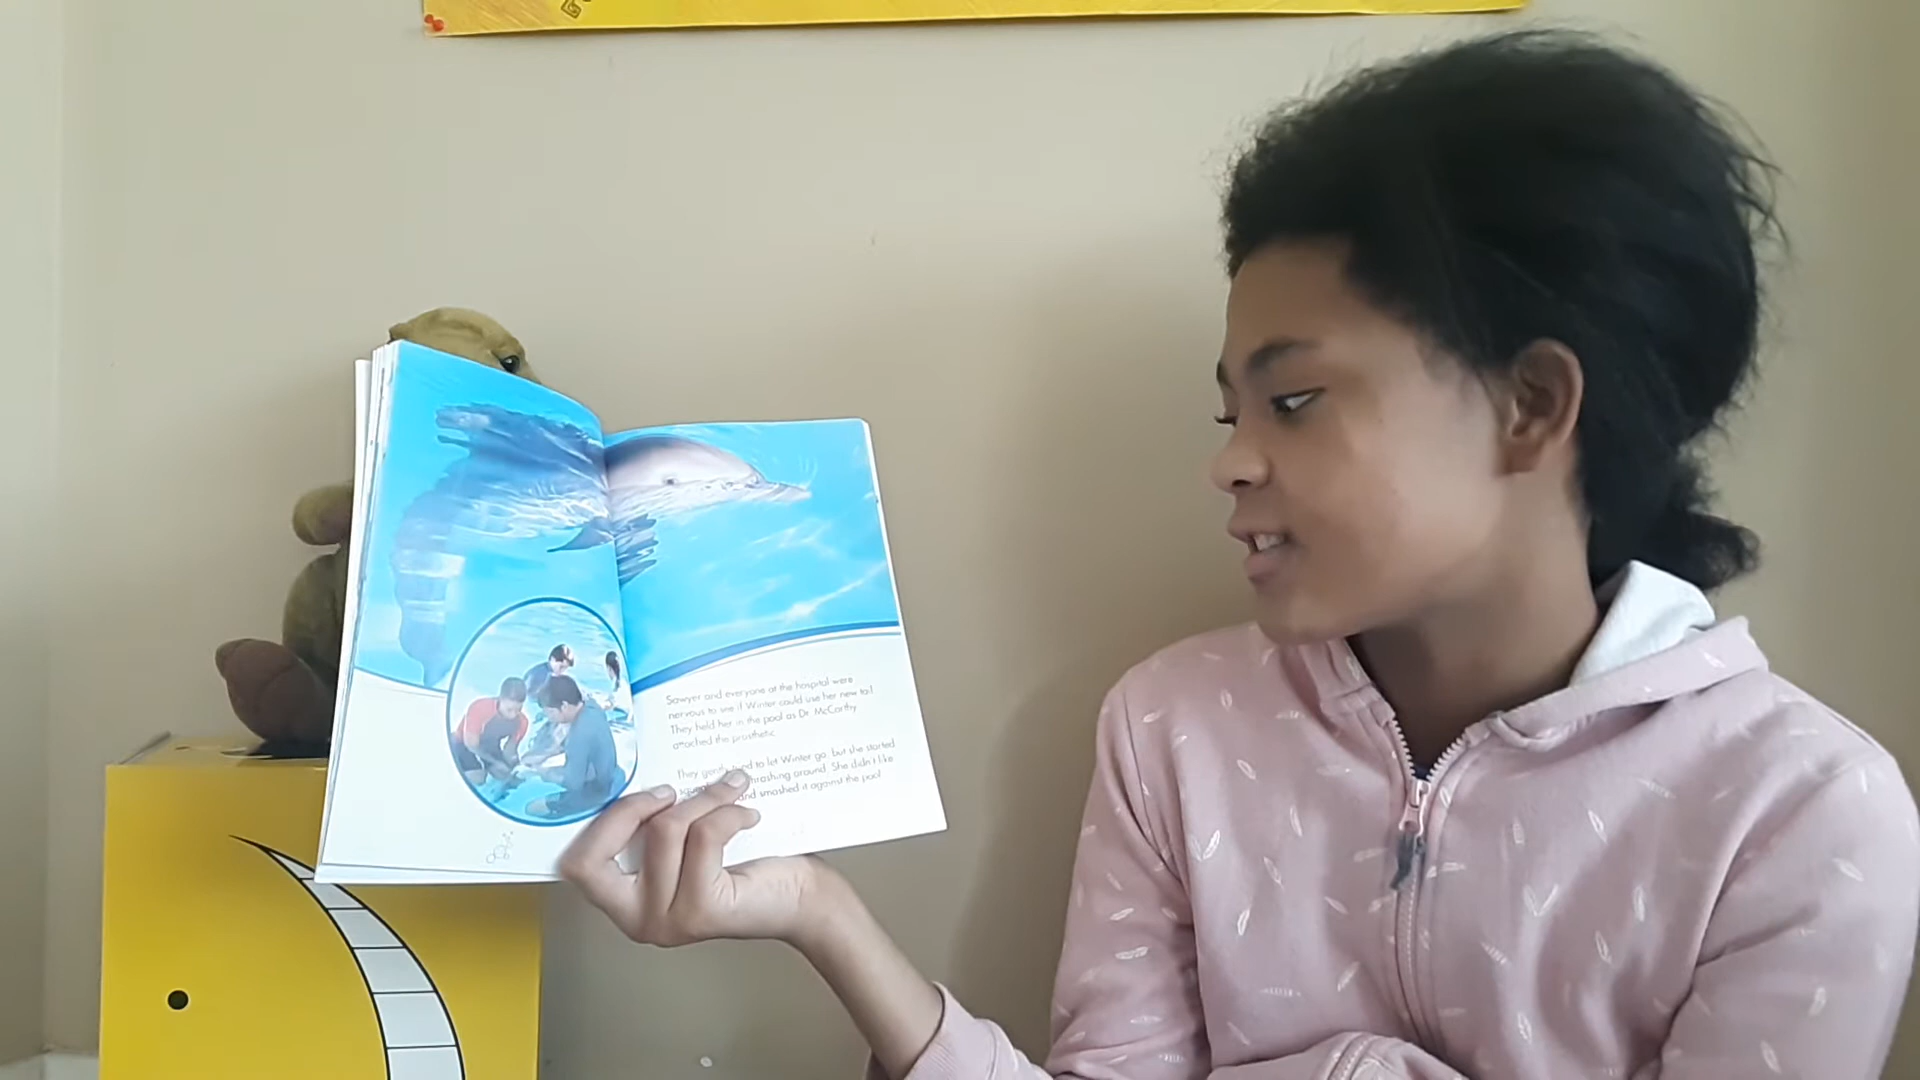 Sawyer and everyone at the hospital were
nervous to see if Winter could use her new tail.
They held her in the pool as Dr. McCarthy
attached the prosthetic.
They gently to let Winter go, but she started
thrashing around. She didn't like
and smashed it against the pool